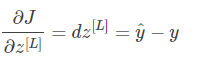 ∂J/∂z^[L] = dz^[L] = ŷ − y